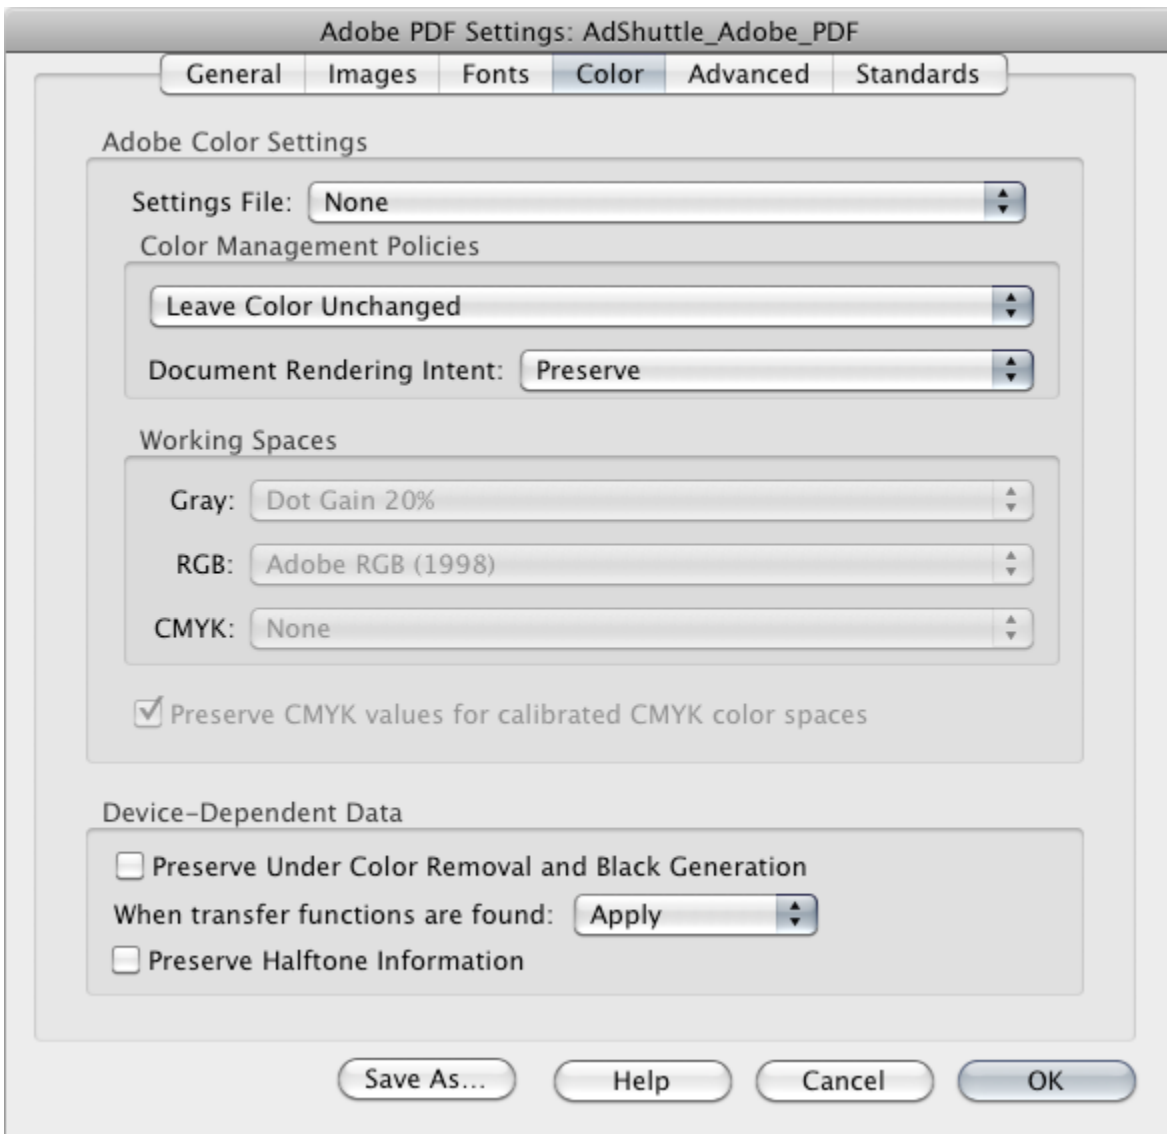 Adobe PDF Settings: AdShuttle_Adobe_PDF
General Images Fonts Color Advanced Standards
Adobe Color Settings
Settings File: None
Color Management Policies
Leave Color Unchanged
Document Rendering Intent: Preserve
Working Spaces
Gray: Dot Gain 20%
RGB: Adobe RGB (1998)
CMYK: None
Preserve CMYK values for calibrated CMYK color spaces
Device-Dependent Data
Preserve Under Color Removal and Black Generation
When transfer functions are found: Apply
Preserve Halftone Information
Save As... Help Cancel OK